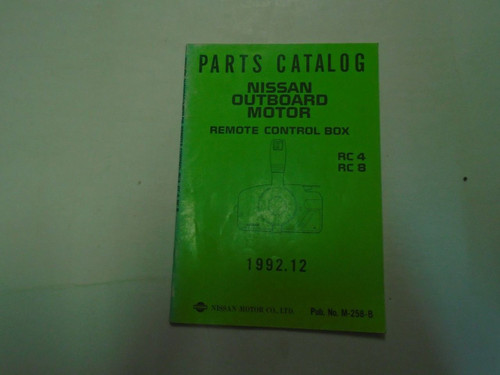 PARTS CATALOG
NISSAN
OUTBOARD
MOTOR
REMOTE CONTROL BOX
RC 4
RC 8
1992.12
NISSAN MOTOR CO., LTD.
Pub. No. M-258-B